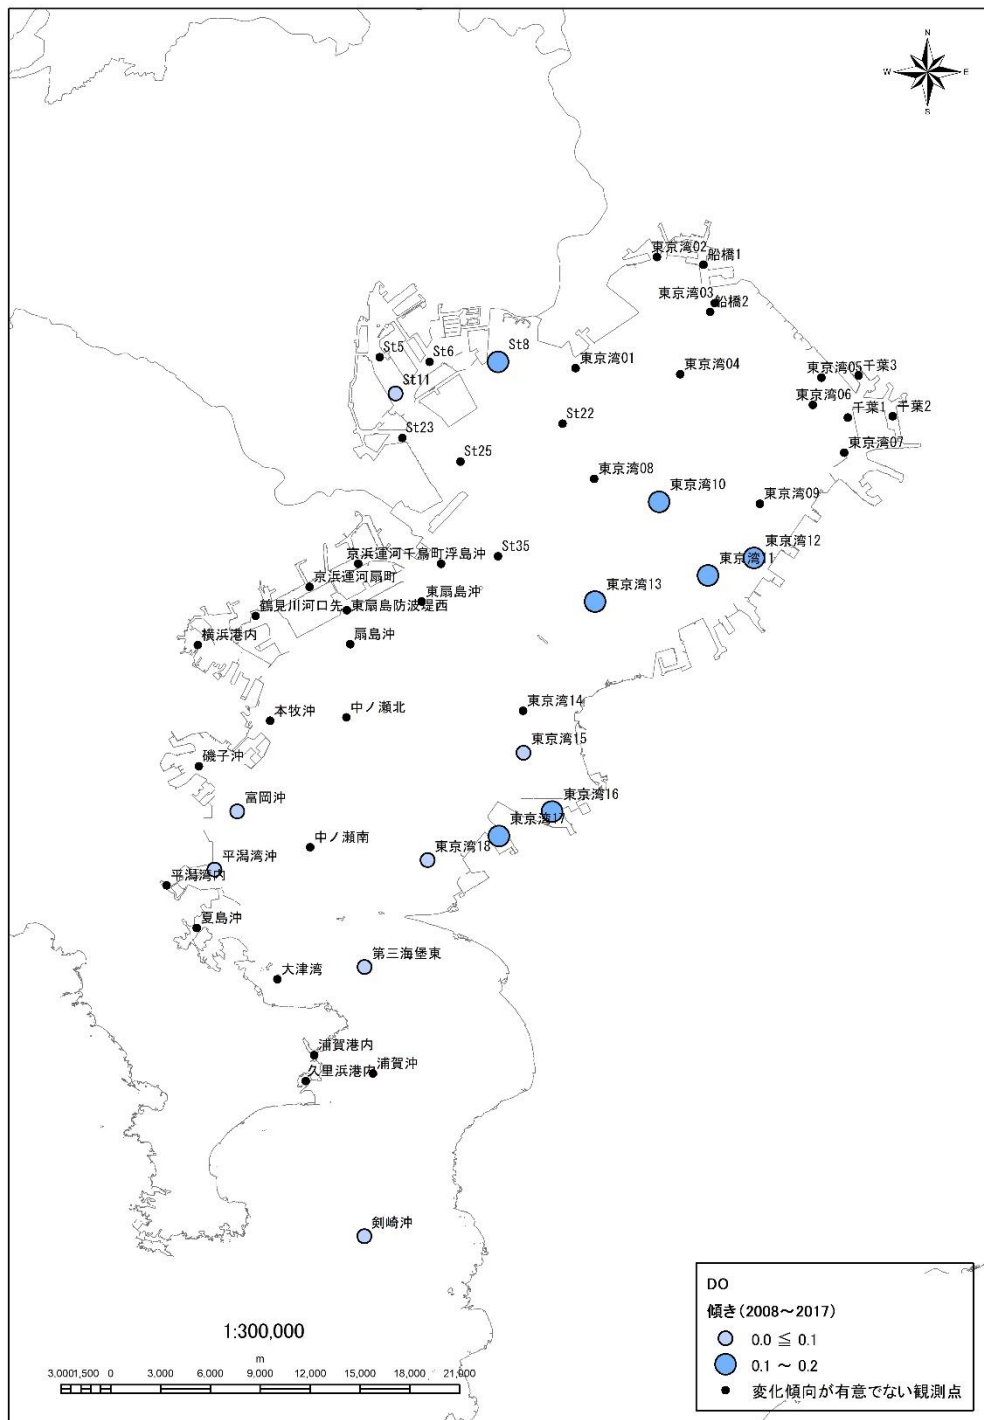 N
W
E
S
東京湾02
船橋1
東京湾03
船橋2
St5
St6
St8
東京湾01
東京湾04
東京湾05
千葉3
St11
東京湾06
千葉1
千葉2
St22
St23
東京湾07
St25
東京湾08
東京湾10
東京湾09
東京湾12
St35
京浜運河千鳥町
浮島沖
東京湾11
京浜運河扇町
東扇島沖
東京湾13
鶴見川河口先
東扇島防波堤西
横浜港内
扇島沖
本牧沖
中ノ瀬北
東京湾14
東京湾15
磯子沖
富岡沖
東京湾16
東京湾17
中ノ瀬南
東京湾18
平潟湾沖
平潟湾内
夏島沖
第三海堡東
大津湾
浦賀港内
浦賀沖
久里浜港内
剣崎沖
1:300,000
m
3,000 1,500 0 3,000 6,000 9,000 12,000 15,000 18,000 21,000
DO
傾き(2008～2017)
0.0 ≦ 0.1
0.1 ～ 0.2
変化傾向が有意でない観測点